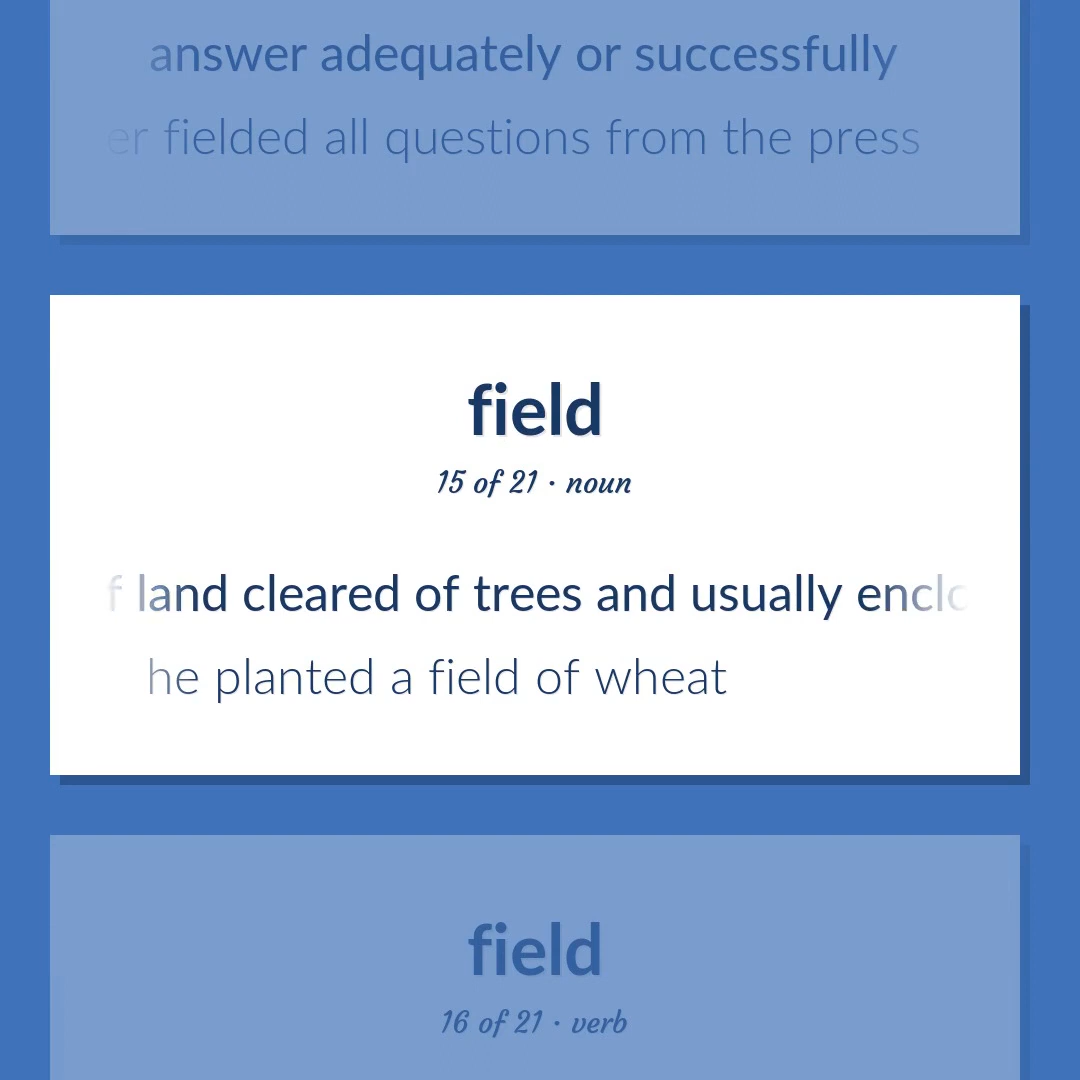 answer adequately or successfully
er fielded all questions from the press
field
15 of 21 · noun
f land cleared of trees and usually enclo
he planted a field of wheat
field
16 of 21 · verb